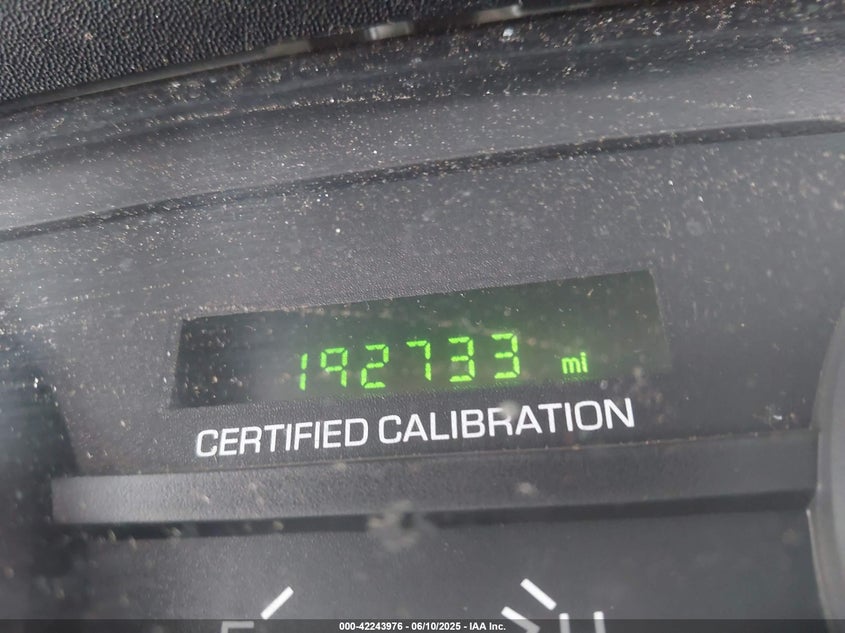 192733 mi
CERTIFIED CALIBRATION
000-42243976 - 06/10/2025 - IAA Inc.